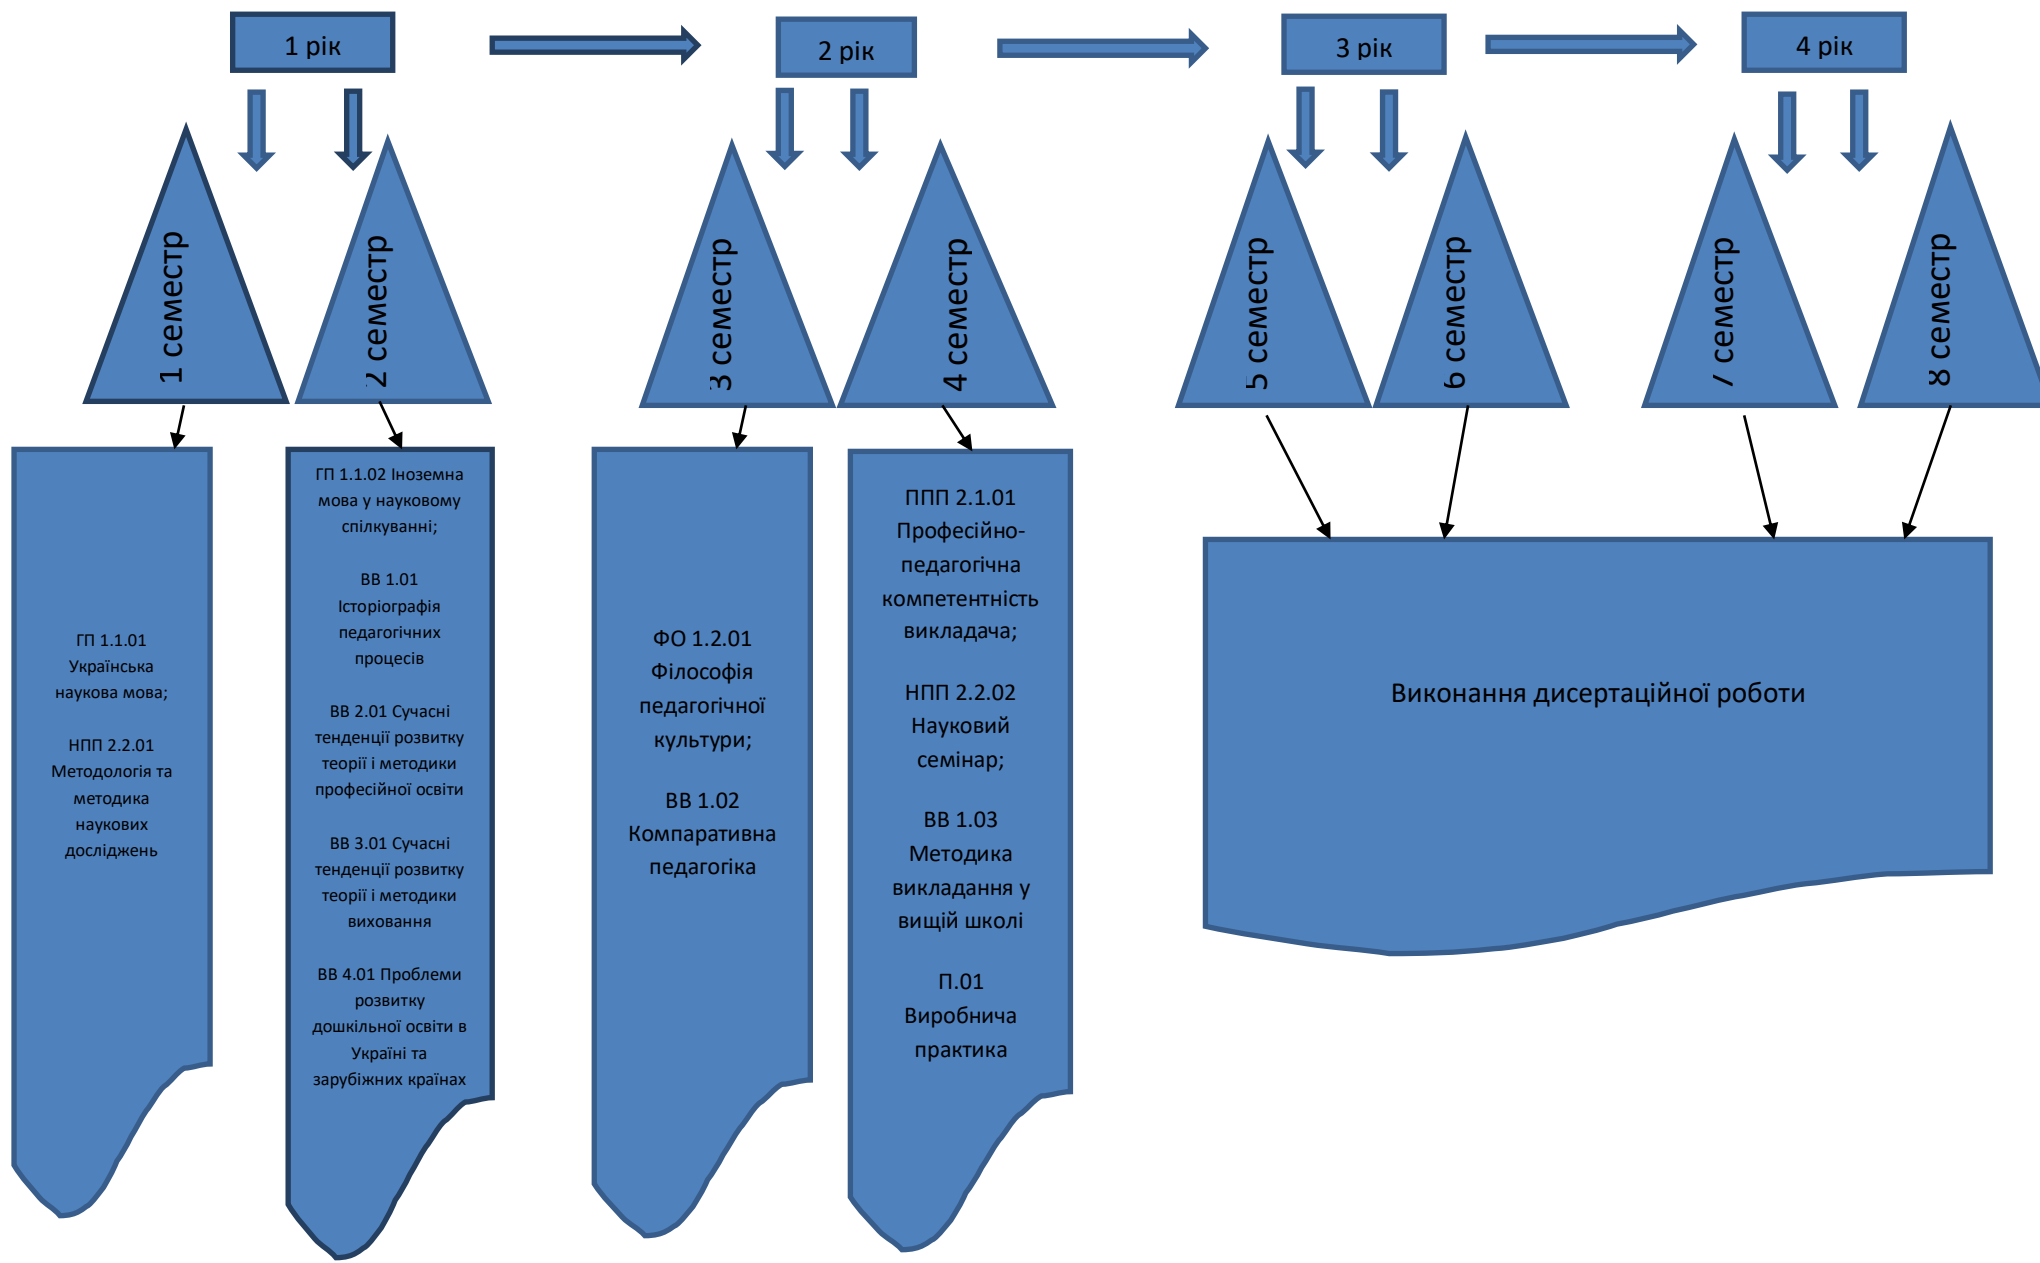 1 рік
2 рік
3 рік
4 рік
1 семестр
2 семестр
3 семестр
4 семестр
5 семестр
6 семестр
7 семестр
8 семестр
ГП 1.1.01
Українська
наукова мова;
НПП 2.2.01
Методологія та
методика
наукових
досліджень
ГП 1.1.02 Іноземна
мова у науковому
спілкуванні;
ВВ 1.01
Історіографія
педагогічних
процесів
ВВ 2.01 Сучасні
тенденції розвитку
теорії і методики
професійної освіти
ВВ 3.01 Сучасні
тенденції розвитку
теорії і методики
виховання
ВВ 4.01 Проблеми
розвитку
дошкільної освіти в
Україні та
зарубіжних країнах
ФО 1.2.01
Філософія
педагогічної
культури;
ВВ 1.02
Компаративна
педагогіка
ППП 2.1.01
Професійно-
педагогічна
компетентність
викладача;
НПП 2.2.02
Науковий
семінар;
ВВ 1.03
Методика
викладання у
вищій школі
П.01
Виробнича
практика
Виконання дисертаційної роботи